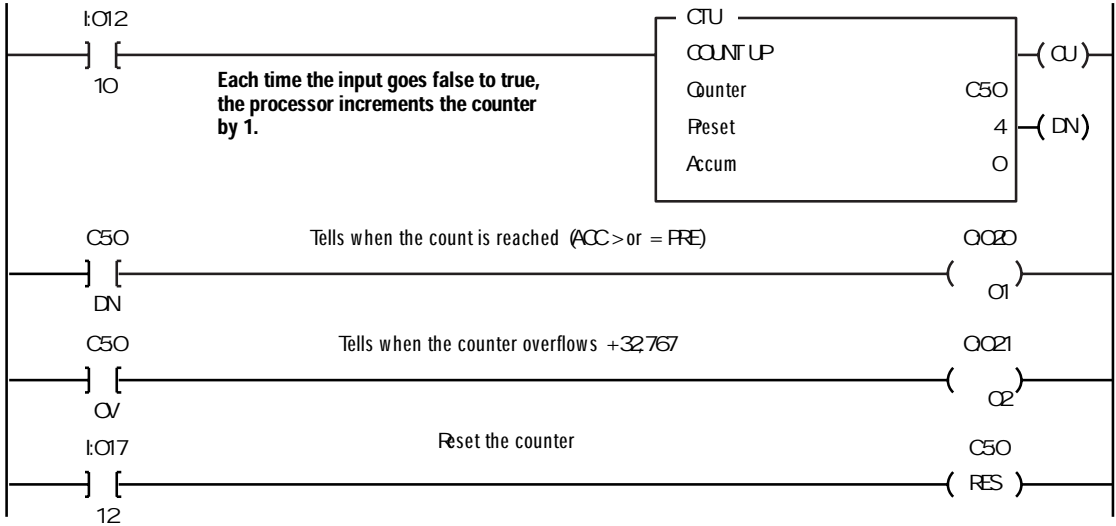 I:012
10
Each time the input goes false to true,
the processor increments the counter
by 1.
CTU
COUNT UP
Counter C5:0
Preset 4
Accum 0
CU
DN
C5:0
Tells when the count is reached (ACC > or = PRE)
O:020
DN
01
C5:0
Tells when the counter overflows +32,767
O:021
OV
02
I:017
Reset the counter
C5:0
RES
12